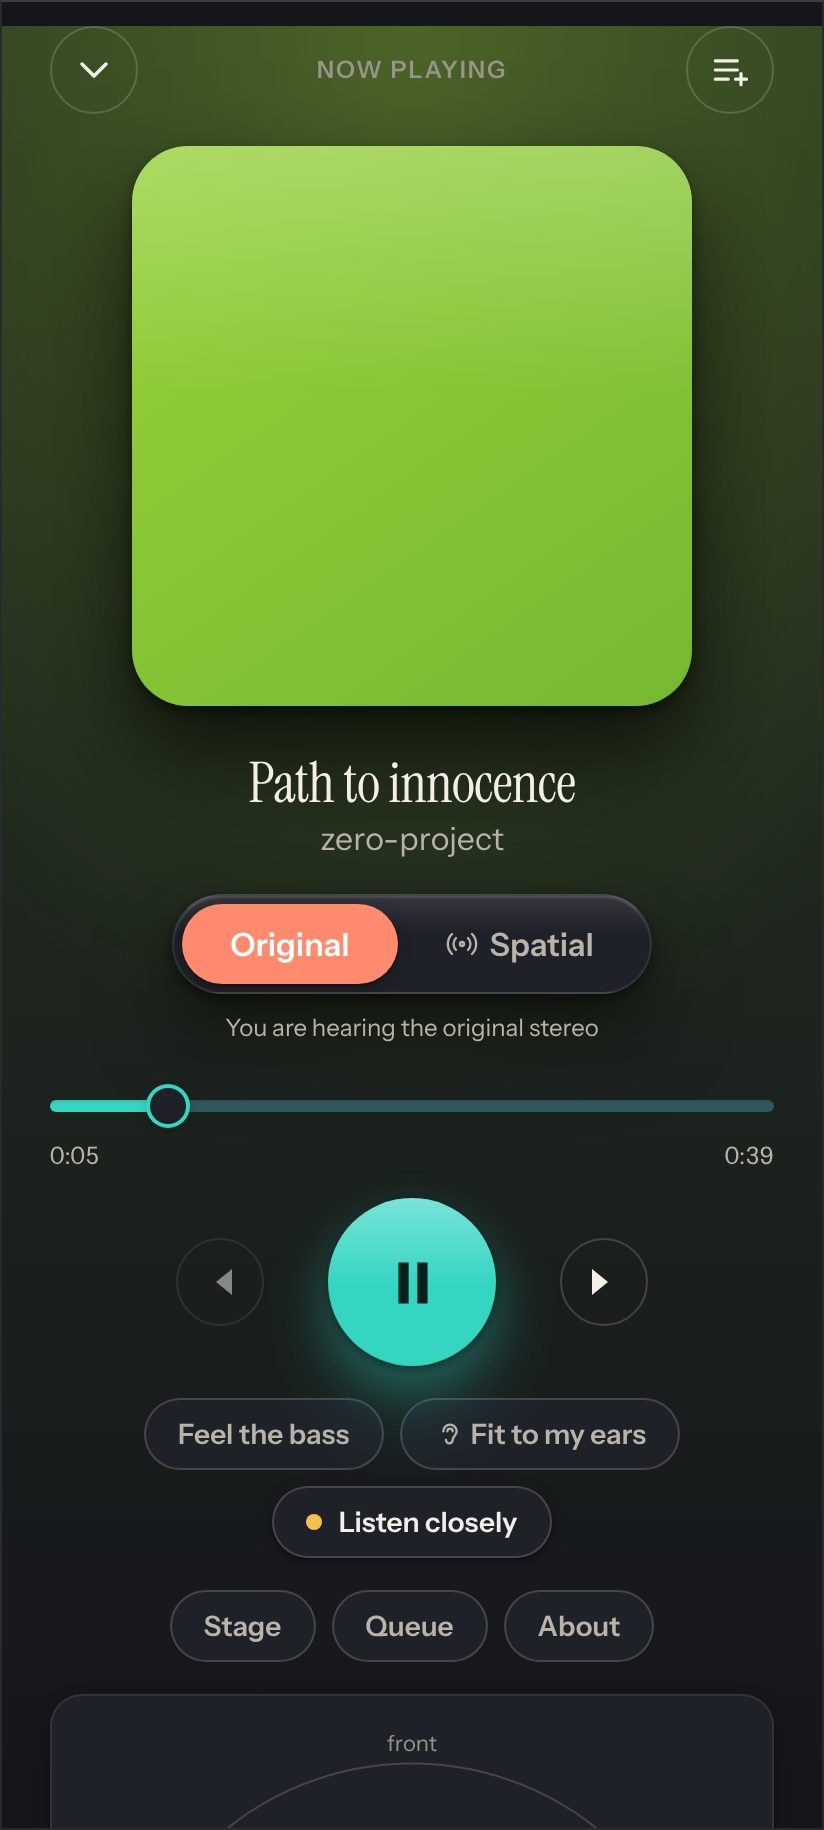 NOW PLAYING
Path to innocence
zero-project
Original
Spatial
You are hearing the original stereo
0:05
0:39
Feel the bass
Fit to my ears
Listen closely
Stage
Queue
About
front